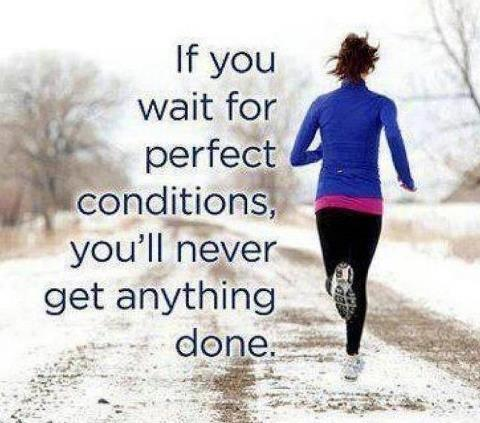 If you
wait for
perfect
conditions,
you'll never
get anything
done.